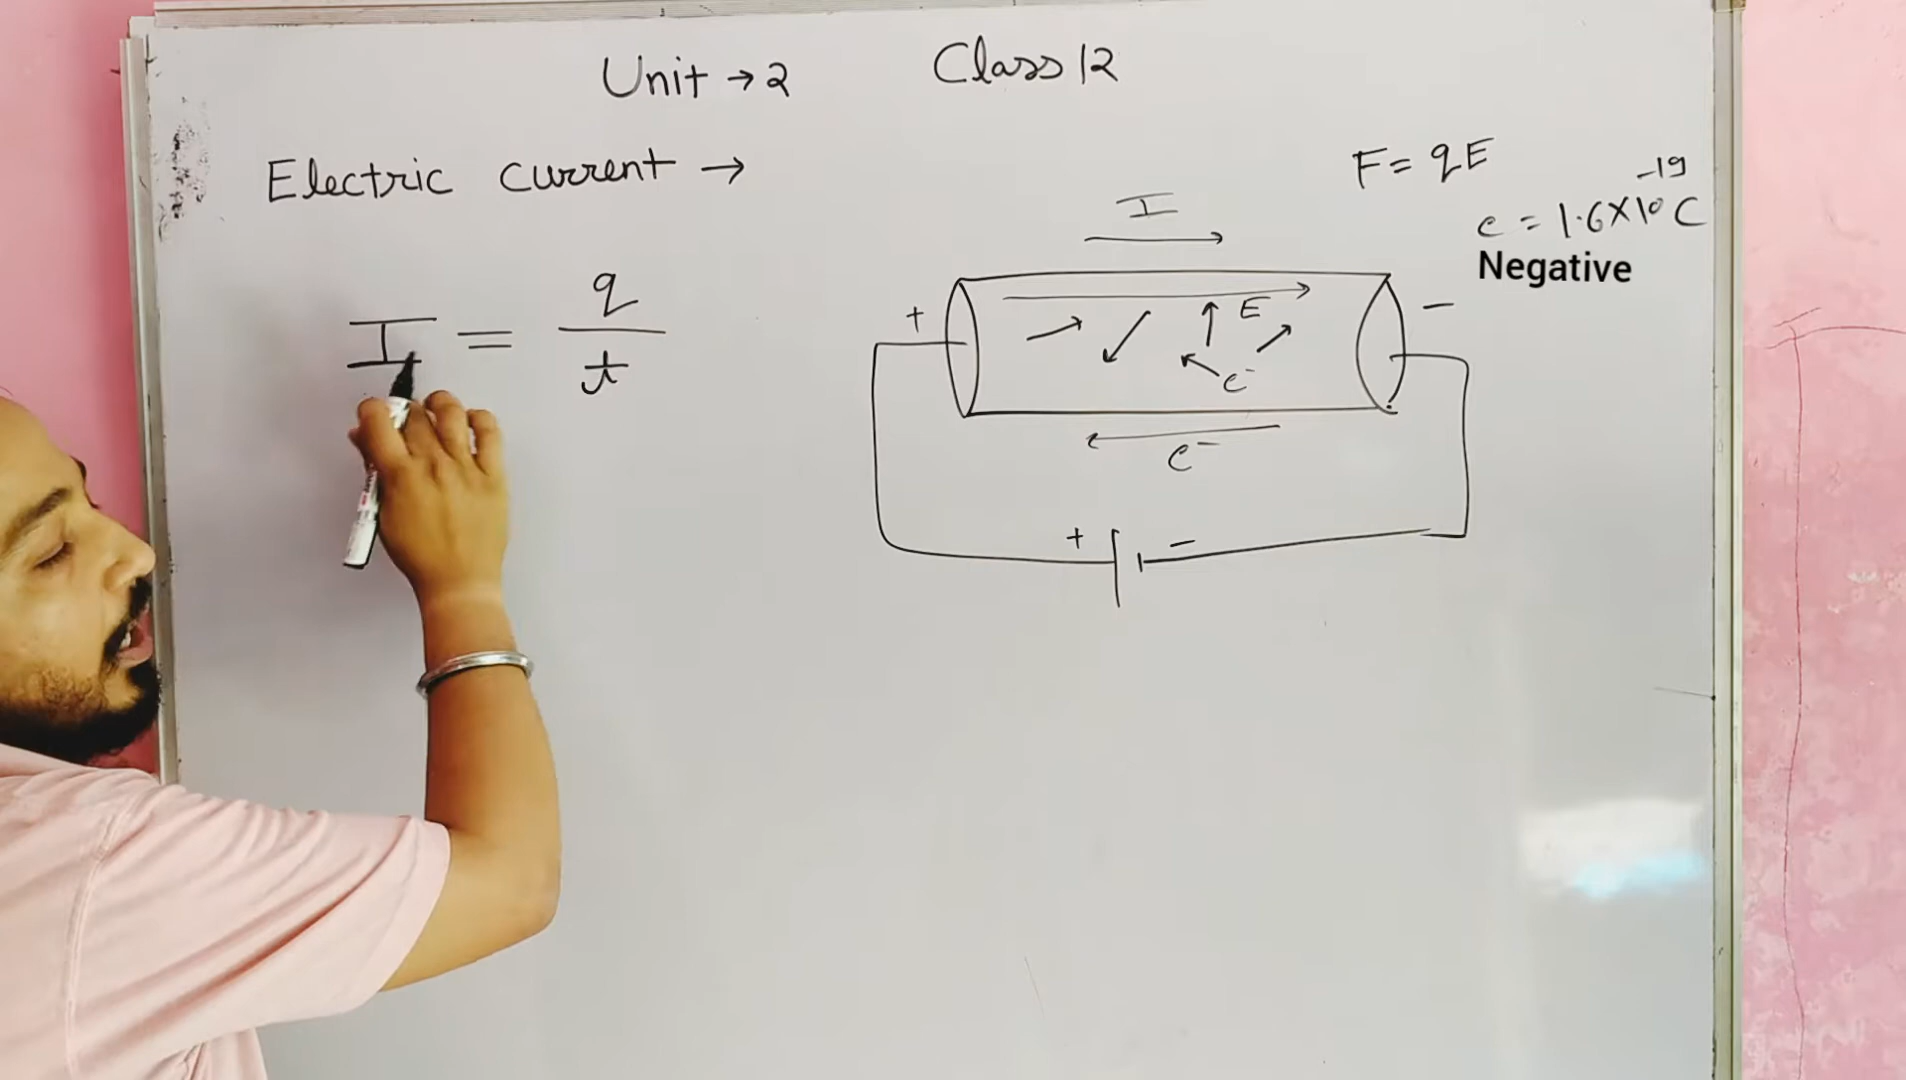 Unit → 2 Class 12
Electric current →
I = q/t
F = qE
e = 1.6×10⁻¹⁹ C
Negative
I
+ −
E
e⁻
e⁻
+ −